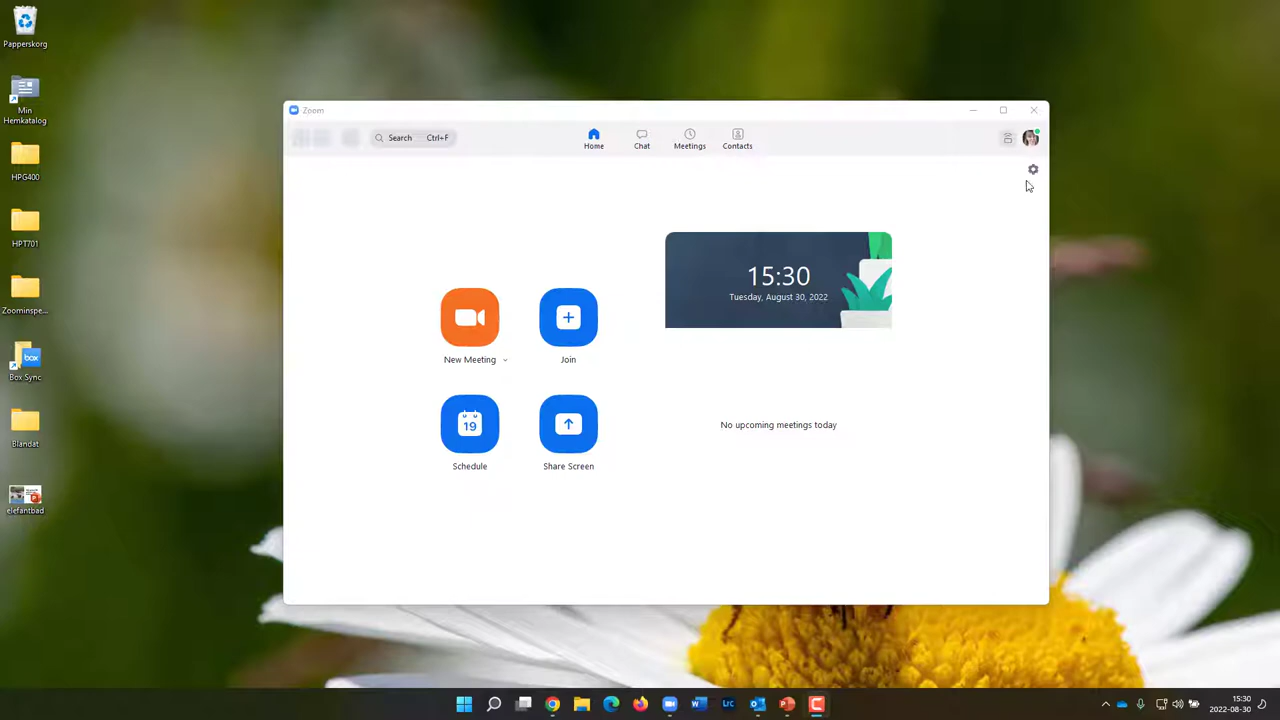 Papperskorg
Min
Hemkatalog
HPG400
HPT701
Zoominspe...
box
Box Sync
Blandat
elefantbad
Zoom
Search Ctrl+F
Home
Chat
Meetings
Contacts
15:30
Tuesday, August 30, 2022
New Meeting
Join
19
Schedule
Share Screen
No upcoming meetings today
W
Lrc
15:30
2022-08-30